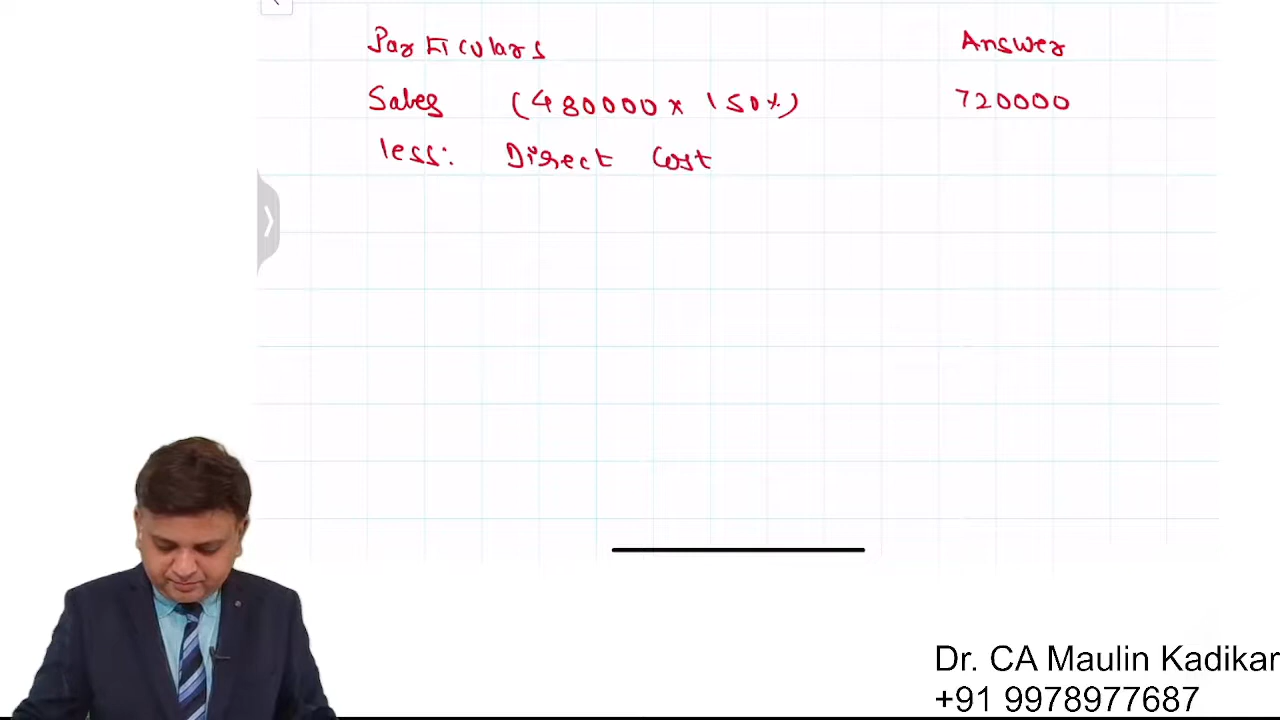 Particulars Answer
Sales (480000 x 150%) 720000
less: Direct Cost
Dr. CA Maulin Kadikar
+91 9978977687